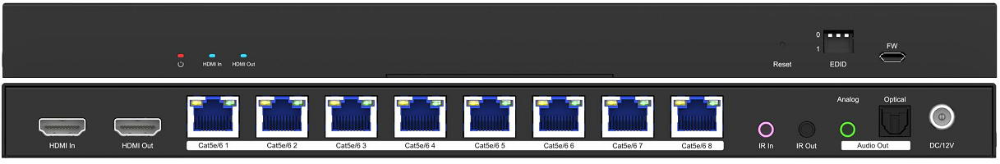 0
FW
1
HDMI In
HDMI Out
Reset
EDID
Analog
Optical
HDMI In
HDMI Out
Cat5e/6 1
Cat5e/6 2
Cat5e/6 3
Cat5e/6 4
Cat5e/6 5
Cat5e/6 6
Cat5e/6 7
Cat5e/6 8
IR In
IR Out
Audio Out
DC/12V